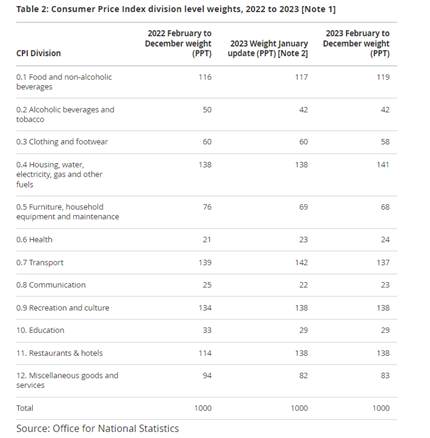 Table 2: Consumer Price Index division level weights, 2022 to 2023 [Note 1]
CPI Division 2022 February to December weight (PPT) 2023 Weight January update (PPT) [Note 2] 2023 February to December weight (PPT)
0.1 Food and non-alcoholic beverages 116 117 119
0.2 Alcoholic beverages and tobacco 50 42 42
0.3 Clothing and footwear 60 60 58
0.4 Housing, water, electricity, gas and other fuels 138 138 141
0.5 Furniture, household equipment and maintenance 76 69 68
0.6 Health 21 23 24
0.7 Transport 139 142 137
0.8 Communication 25 22 23
0.9 Recreation and culture 134 138 138
10. Education 33 29 29
11. Restaurants & hotels 114 138 138
12. Miscellaneous goods and services 94 82 83
Total 1000 1000 1000
Source: Office for National Statistics